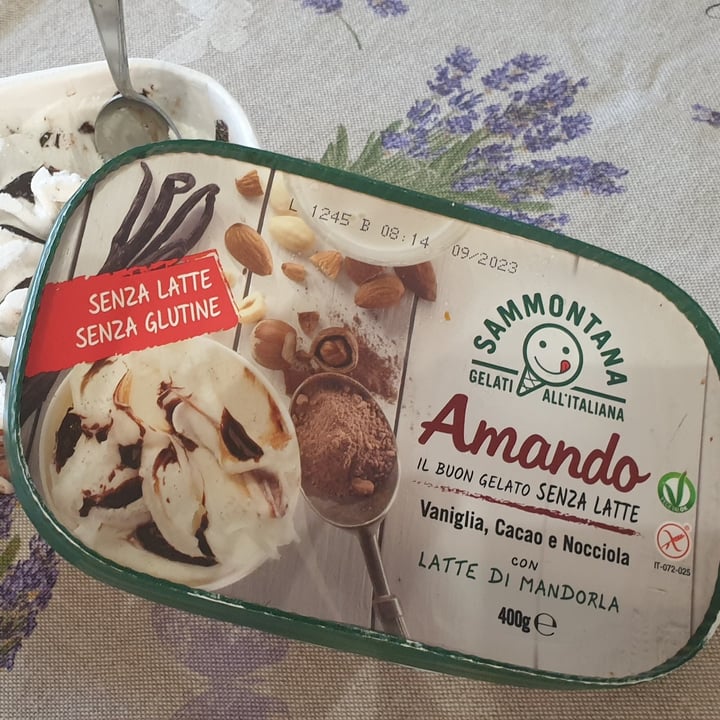 L 1245 B 08:14 09/2023
SENZA LATTE
SENZA GLUTINE
SAMMONTANA
GELATI ALL'ITALIANA
Amando
IL BUON GELATO SENZA LATTE
Vaniglia, Cacao e Nocciola
con
LATTE DI MANDORLA
400g e
IT-072-025